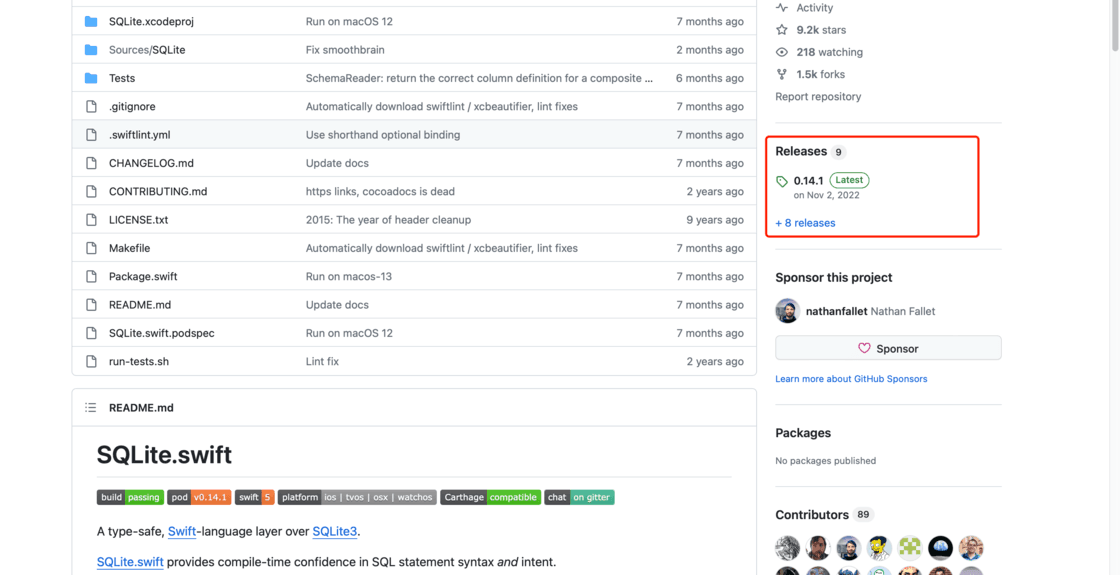 SQLite.xcodeproj Run on macOS 12 7 months ago
Sources/SQLite Fix smoothbrain 2 months ago
Tests SchemaReader: return the correct column definition for a composite ... 6 months ago
.gitignore Automatically download swiftlint / xcbeautifier, lint fixes 7 months ago
.swiftlint.yml Use shorthand optional binding 7 months ago
CHANGELOG.md Update docs 7 months ago
CONTRIBUTING.md https links, cocoadocs is dead 2 years ago
LICENSE.txt 2015: The year of header cleanup 9 years ago
Makefile Automatically download swiftlint / xcbeautifier, lint fixes 7 months ago
Package.swift Run on macos-13 7 months ago
README.md Update docs 7 months ago
SQLite.swift.podspec Run on macOS 12 7 months ago
run-tests.sh Lint fix 2 years ago
README.md
SQLite.swift
build passing pod v0.14.1 swift 5 platform ios | tvos | osx | watchos Carthage compatible chat on gitter
A type-safe, Swift-language layer over SQLite3.
SQLite.swift provides compile-time confidence in SQL statement syntax and intent.
Activity
9.2k stars
218 watching
1.5k forks
Report repository
Releases 9
0.14.1 Latest
on Nov 2, 2022
+ 8 releases
Sponsor this project
nathanfallet Nathan Fallet
Sponsor
Learn more about GitHub Sponsors
Packages
No packages published
Contributors 89